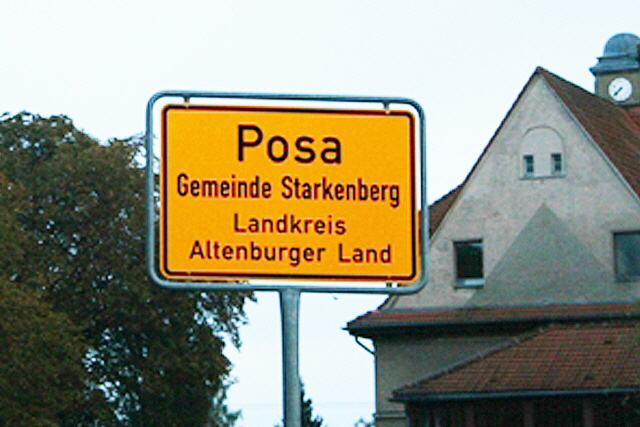 Posa
Gemeinde Starkenberg
Landkreis
Altenburger Land